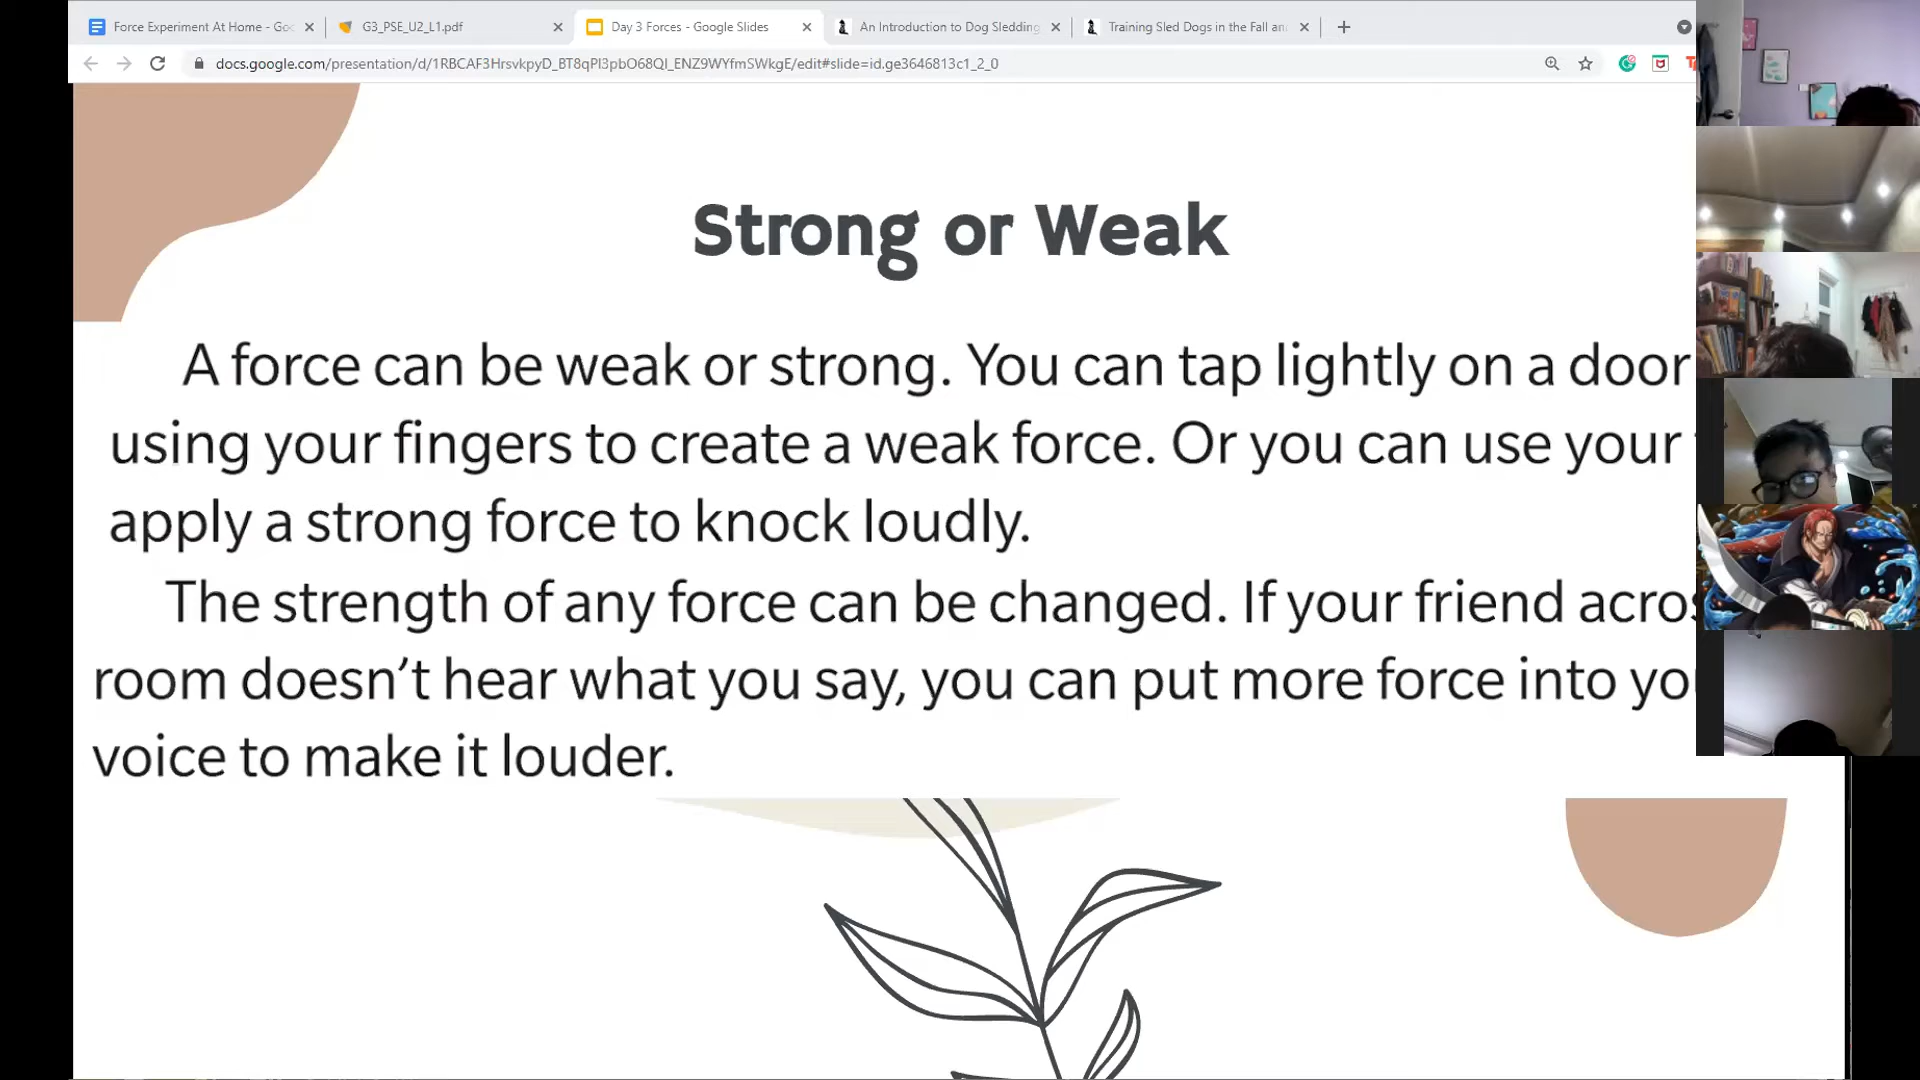 Force Experiment At Home - Goo
G3_PSE_U2_L1.pdf
Day 3 Forces - Google Slides
An Introduction to Dog Sledding
Training Sled Dogs in the Fall an
docs.google.com/presentation/d/1RBCAF3HrsvkpyD_BT8qPI3pbO68QI_ENZ9WYfmSWkgE/edit#slide=id.ge3646813c1_2_0
Strong or Weak
A force can be weak or strong. You can tap lightly on a door
using your fingers to create a weak force. Or you can use your
apply a strong force to knock loudly.
The strength of any force can be changed. If your friend acros
room doesn't hear what you say, you can put more force into yo
voice to make it louder.